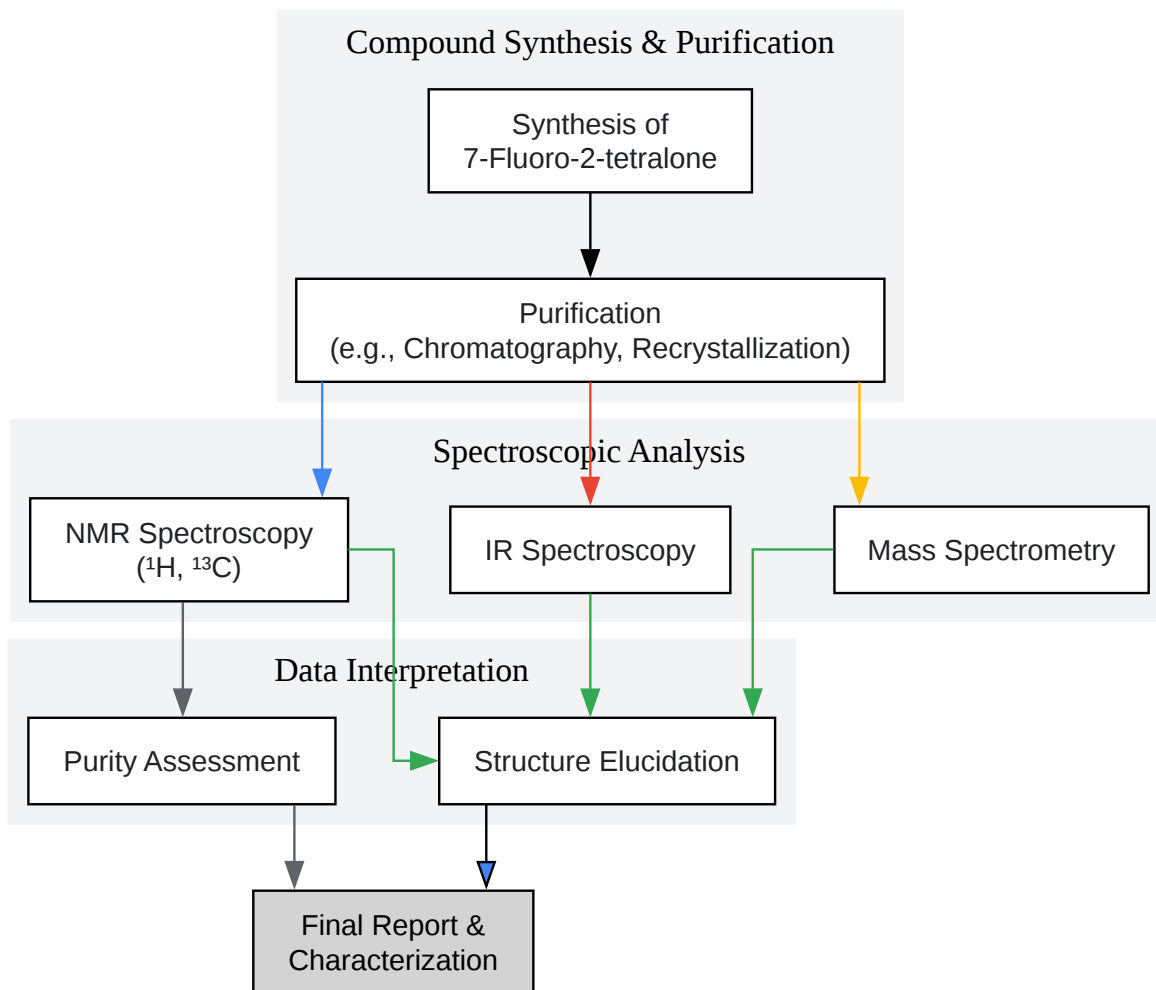 Compound Synthesis & Purification
Synthesis of
7-Fluoro-2-tetralone
Purification
(e.g., Chromatography, Recrystallization)
Spectroscopic Analysis
NMR Spectroscopy
(¹H, ¹³C)
IR Spectroscopy
Mass Spectrometry
Data Interpretation
Purity Assessment
Structure Elucidation
Final Report &
Characterization